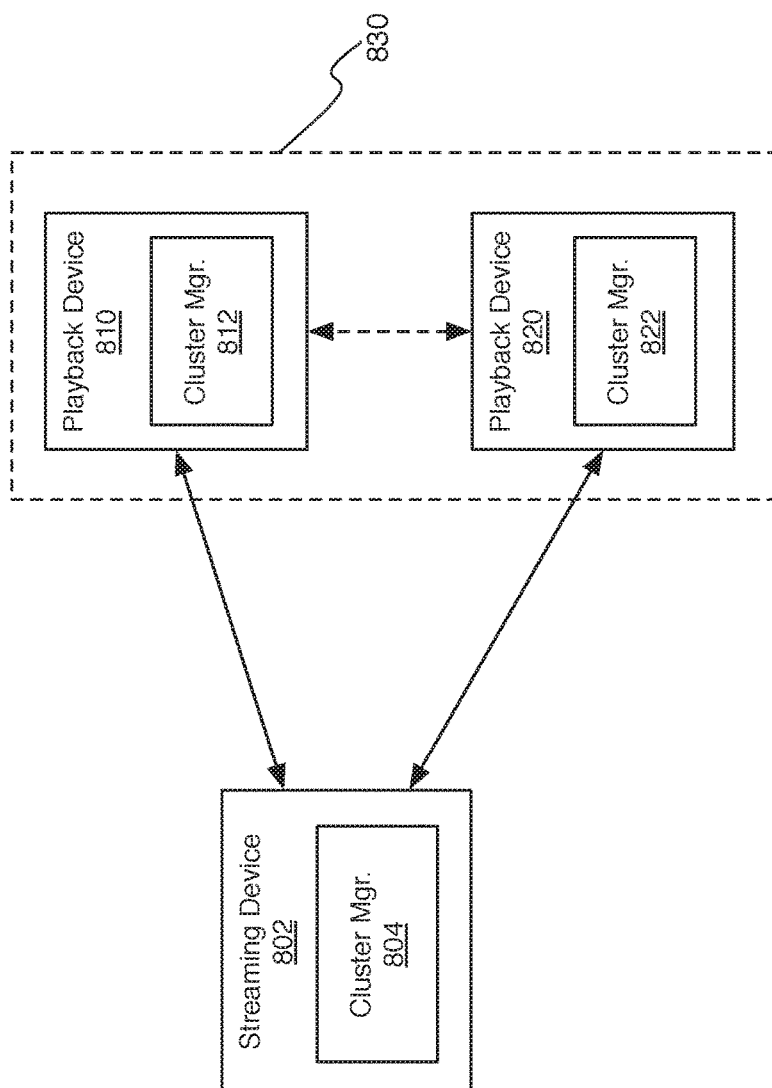 Streaming Device
802
Cluster Mgr.
804
Playback Device
810
Cluster Mgr.
812
Playback Device
820
Cluster Mgr.
822
830